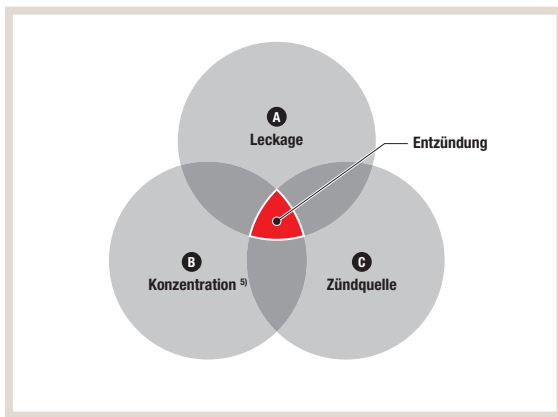 A
Leckage
Entzündung
B
Konzentration 5)
C
Zündquelle